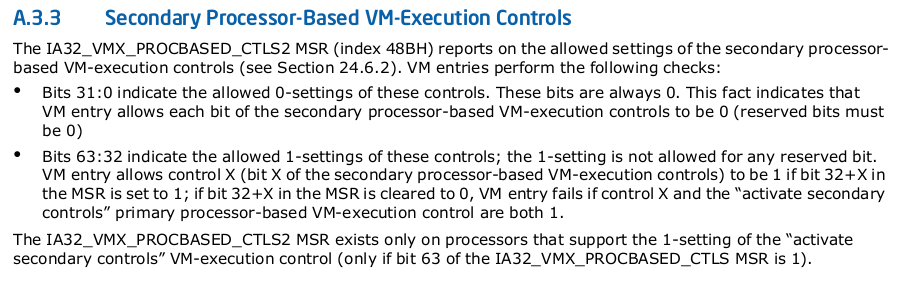 A.3.3 Secondary Processor-Based VM-Execution Controls
The IA32_VMX_PROCBASED_CTLS2 MSR (index 48BH) reports on the allowed settings of the secondary processor-
based VM-execution controls (see Section 24.6.2). VM entries perform the following checks:
• Bits 31:0 indicate the allowed 0-settings of these controls. These bits are always 0. This fact indicates that
VM entry allows each bit of the secondary processor-based VM-execution controls to be 0 (reserved bits must
be 0)
• Bits 63:32 indicate the allowed 1-settings of these controls; the 1-setting is not allowed for any reserved bit.
VM entry allows control X (bit X of the secondary processor-based VM-execution controls) to be 1 if bit 32+X in
the MSR is set to 1; if bit 32+X in the MSR is cleared to 0, VM entry fails if control X and the “activate secondary
controls” primary processor-based VM-execution control are both 1.
The IA32_VMX_PROCBASED_CTLS2 MSR exists only on processors that support the 1-setting of the “activate
secondary controls” VM-execution control (only if bit 63 of the IA32_VMX_PROCBASED_CTLS MSR is 1).